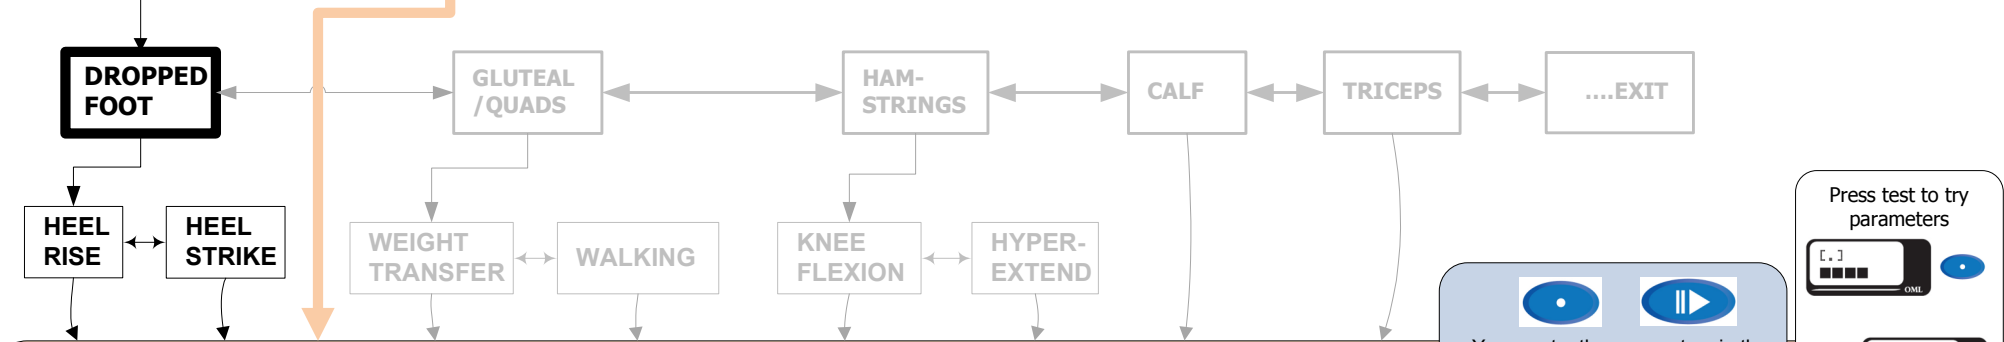 DROPPED
FOOT
GLUTEAL
/QUADS
HAM-
STRINGS
CALF
TRICEPS
....EXIT
HEEL
RISE
HEEL
STRIKE
WEIGHT
TRANSFER
WALKING
KNEE
FLEXION
HYPER-
EXTEND
Press test to try
parameters
[.]
OML